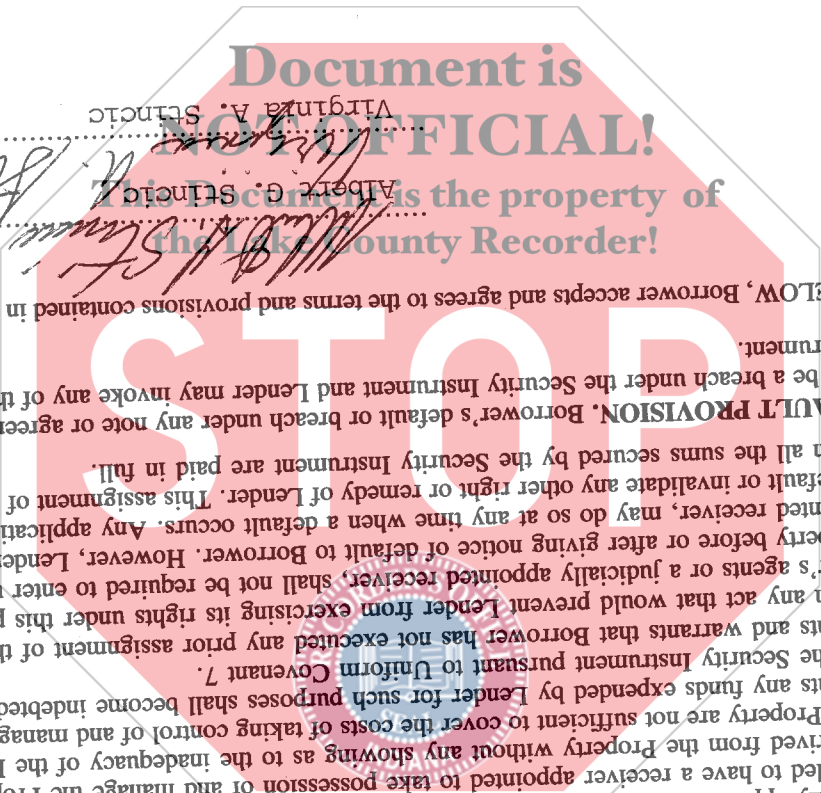 Document is
NOT OFFICIAL!
This Document is the property of
the Lake County Recorder!
STOP
led to have a receiver appointed to take possession of and manage the Prop
rived from the Property without any showing as to the inadequacy of the
Property are not sufficient to cover the costs of taking control of and manag
nts any funds expended by Lender for such purposes shall become indebted
he Security Instrument pursuant to Uniform Covenant 7.
nts and warrants that Borrower has not executed any prior assignment of th
any act that would prevent Lender from exercising its rights under this p
r's agents or a judicially appointed receiver, shall not be required to enter
perty before or after giving notice of default to Borrower. However, Lender
nted receiver, may do so at any time when a default occurs. Any applicati
efault or invalidate any other right or remedy of Lender. This assignment of
n all the sums secured by the Security Instrument are paid in full.
AULT PROVISION. Borrower's default or breach under any note or agreem
be a breach under the Security Instrument and Lender may invoke any of th
rument.
ELOW, Borrower accepts and agrees to the terms and provisions contained in
Albert G. Stincic
Virginia A. Stincic